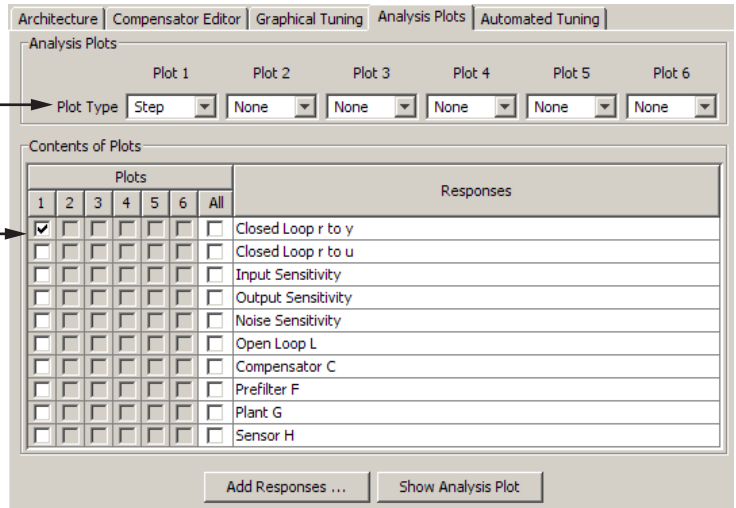 Architecture Compensator Editor Graphical Tuning Analysis Plots Automated Tuning
Analysis Plots
Plot 1 Plot 2 Plot 3 Plot 4 Plot 5 Plot 6
Plot Type Step None None None None None
Contents of Plots
Plots
Responses
1 2 3 4 5 6 All
Closed Loop r to y
Closed Loop r to u
Input Sensitivity
Output Sensitivity
Noise Sensitivity
Open Loop L
Compensator C
Prefilter F
Plant G
Sensor H
Add Responses ... Show Analysis Plot